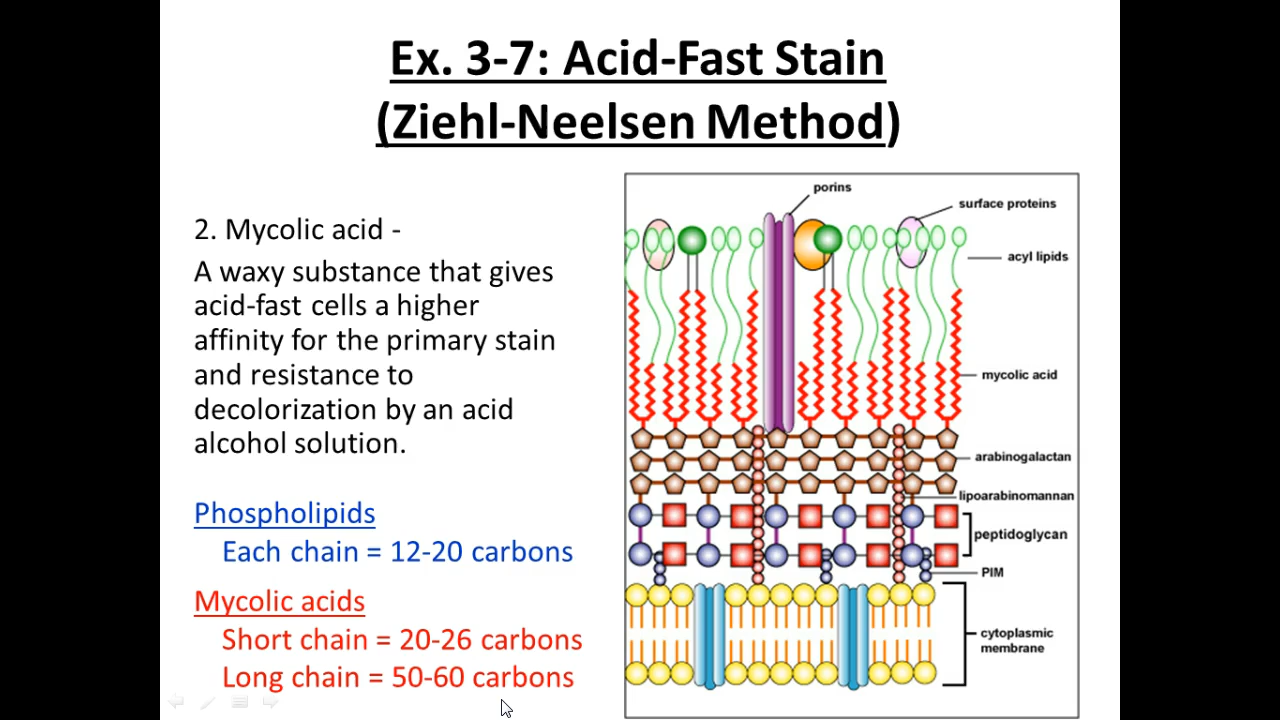 Ex. 3-7: Acid-Fast Stain
(Ziehl-Neelsen Method)
2. Mycolic acid -
A waxy substance that gives
acid-fast cells a higher
affinity for the primary stain
and resistance to
decolorization by an acid
alcohol solution.
Phospholipids
Each chain = 12-20 carbons
Mycolic acids
Short chain = 20-26 carbons
Long chain = 50-60 carbons
porins
surface proteins
acyl lipids
mycolic acid
arabinogalactan
lipoarabinomannan
peptidoglycan
PIM
cytoplasmic
membrane